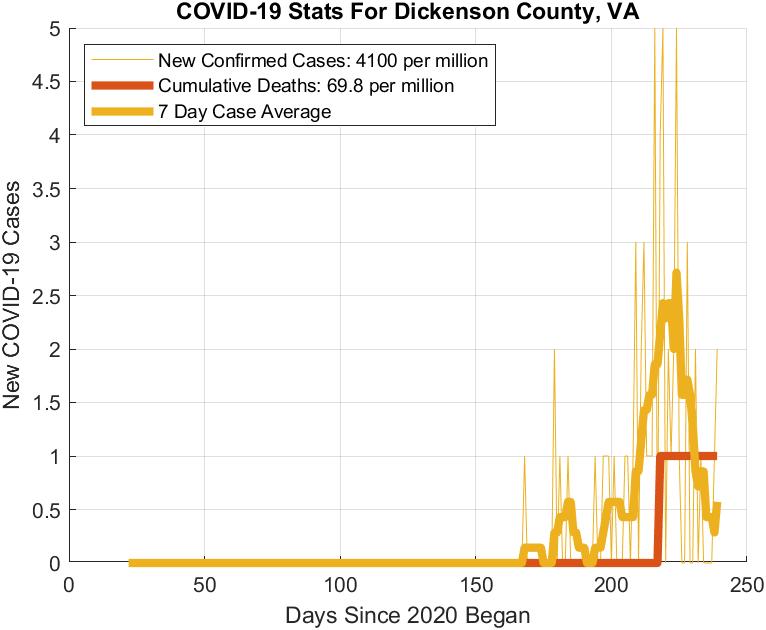 COVID-19 Stats For Dickenson County, VA
New Confirmed Cases: 4100 per million
Cumulative Deaths: 69.8 per million
7 Day Case Average
New COVID-19 Cases
5
4.5
4
3.5
3
2.5
2
1.5
1
0.5
0
0 50 100 150 200 250
Days Since 2020 Began